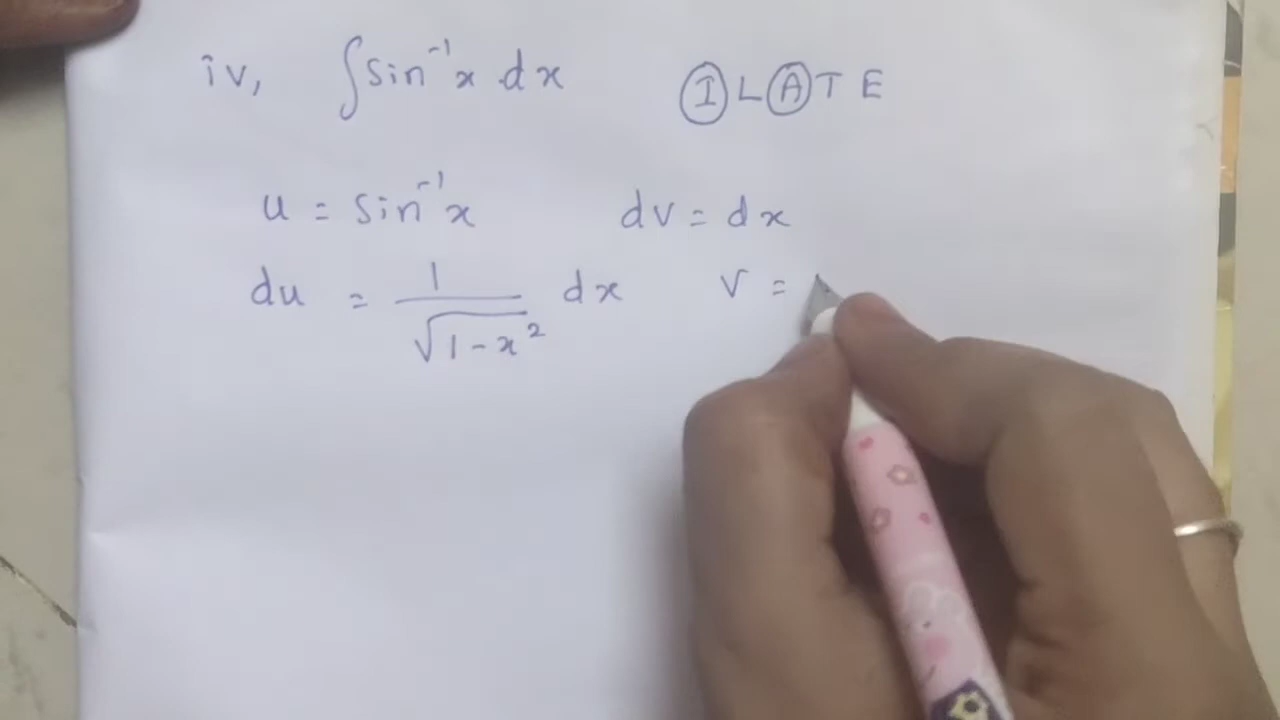 iv, ∫sin⁻¹x dx    I L A T E
u = sin⁻¹x    dv = dx
du = 1/√(1-x²) dx    v =